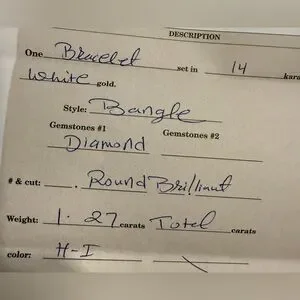 DESCRIPTION
One Bracelet set in 14 kara
White gold.
Style: Bangle
Gemstones #1 Gemstones #2
Diamond
# & cut: Round Brilliant
Weight: 1.27 carats Total carats
color: H-I